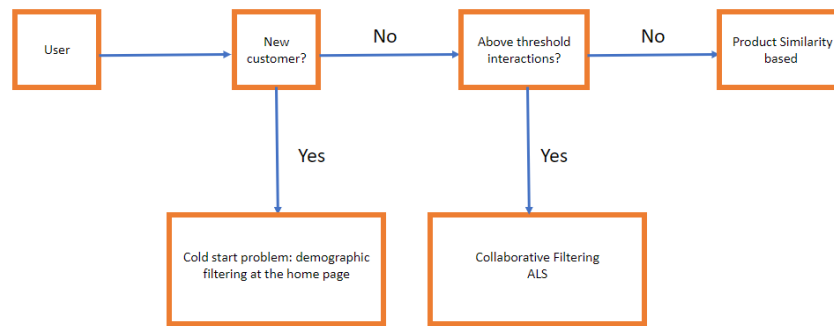 User
New
customer?
No
Above threshold
interactions?
No
Product Similarity
based
Yes
Yes
Cold start problem: demographic
filtering at the home page
Collaborative Filtering
ALS